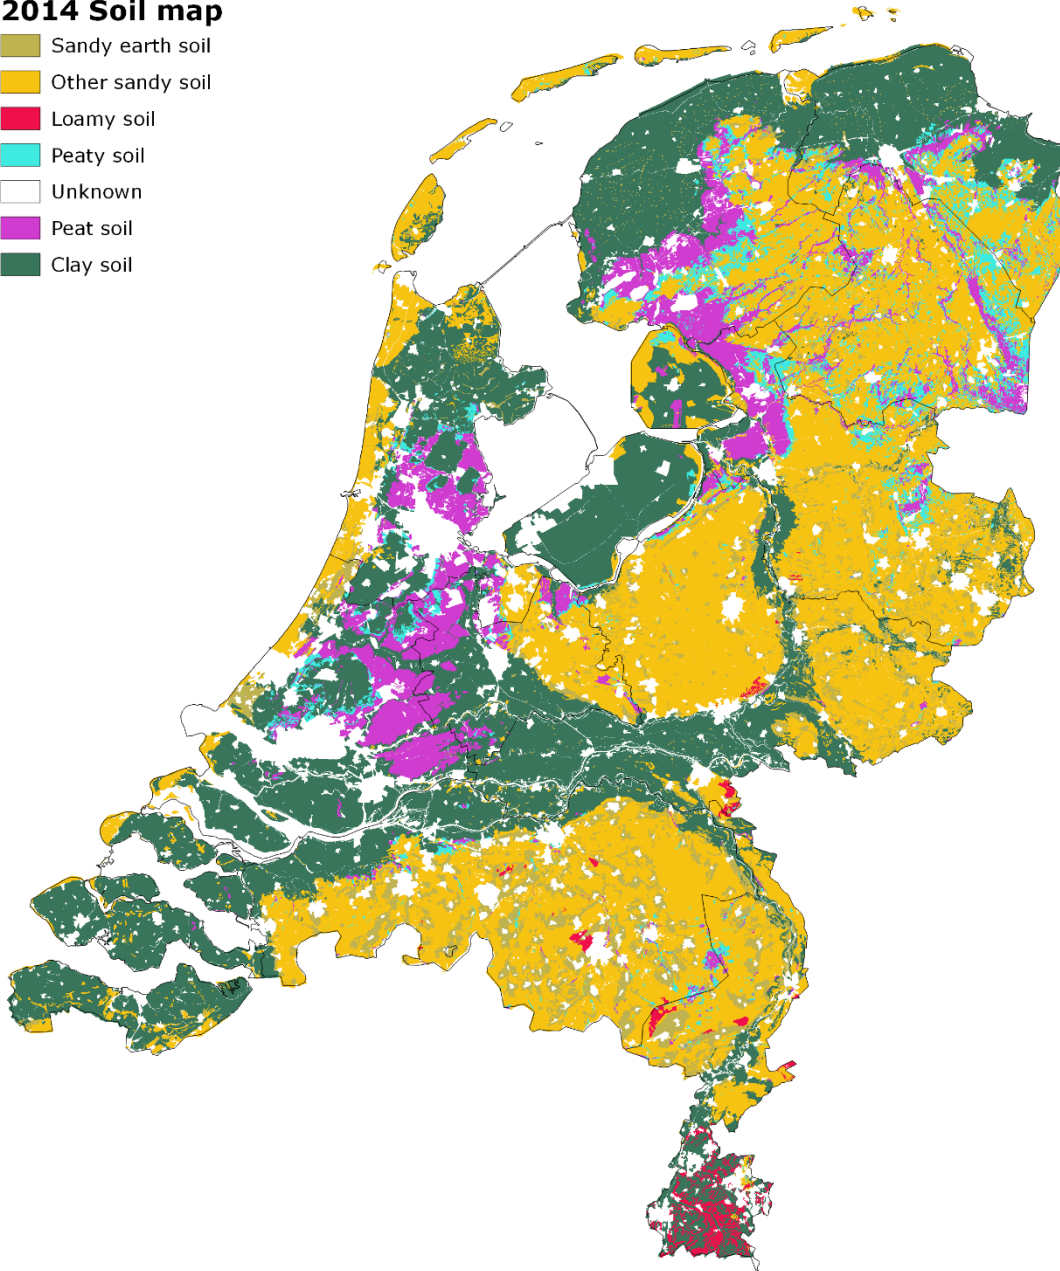 2014 Soil map
Sandy earth soil
Other sandy soil
Loamy soil
Peaty soil
Unknown
Peat soil
Clay soil